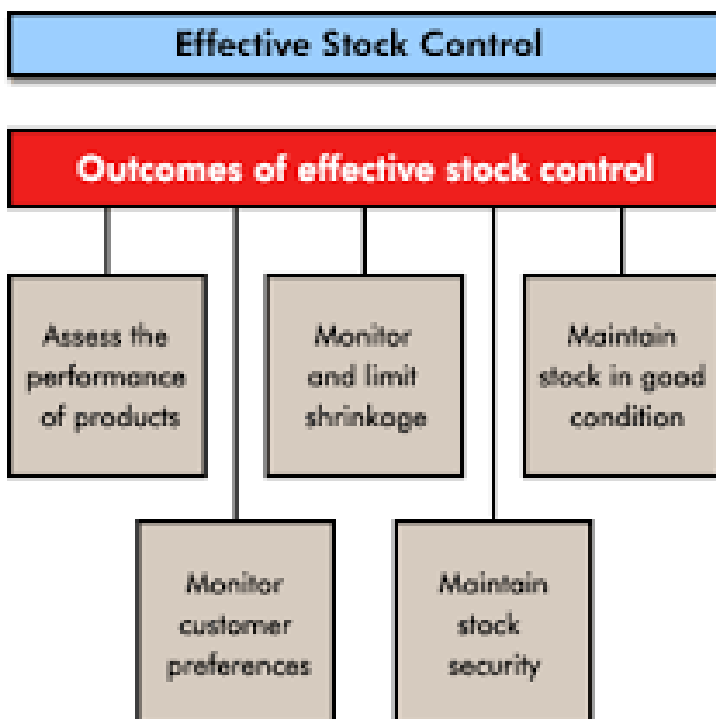 Effective Stock Control
Outcomes of effective stock control
Assess the
performance
of products
Monitor
and limit
shrinkage
Maintain
stock in good
condition
Monitor
customer
preferences
Maintain
stock
security